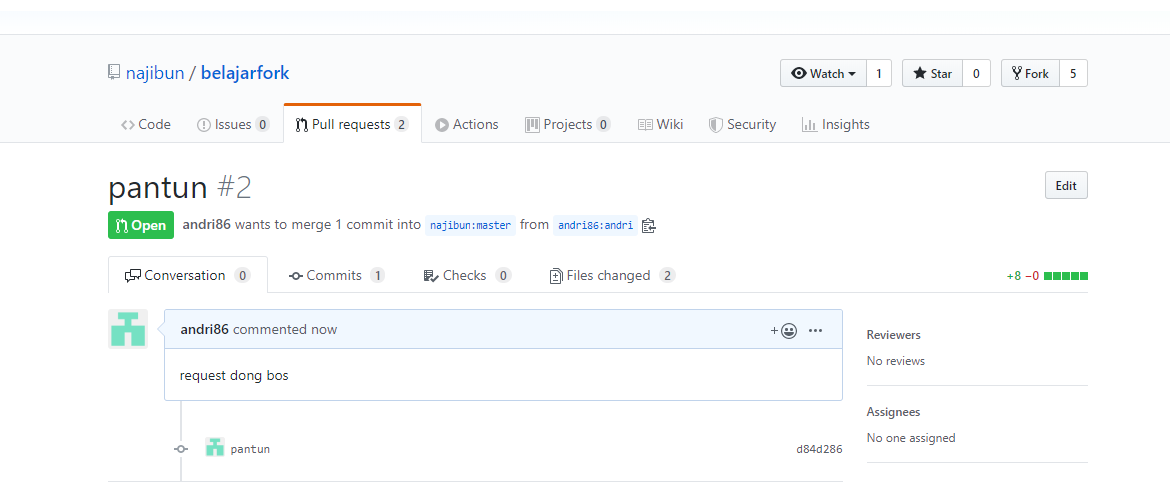 najibun / belajarfork
Watch 1 Star 0 Fork 5
Code Issues 0 Pull requests 2 Actions Projects 0 Wiki Security Insights
pantun #2
Edit
Open andri86 wants to merge 1 commit into najibun:master from andri86:andri
Conversation 0 Commits 1 Checks 0 Files changed 2 +8 −0
andri86 commented now
request dong bos
pantun d84d286
Reviewers
No reviews
Assignees
No one assigned